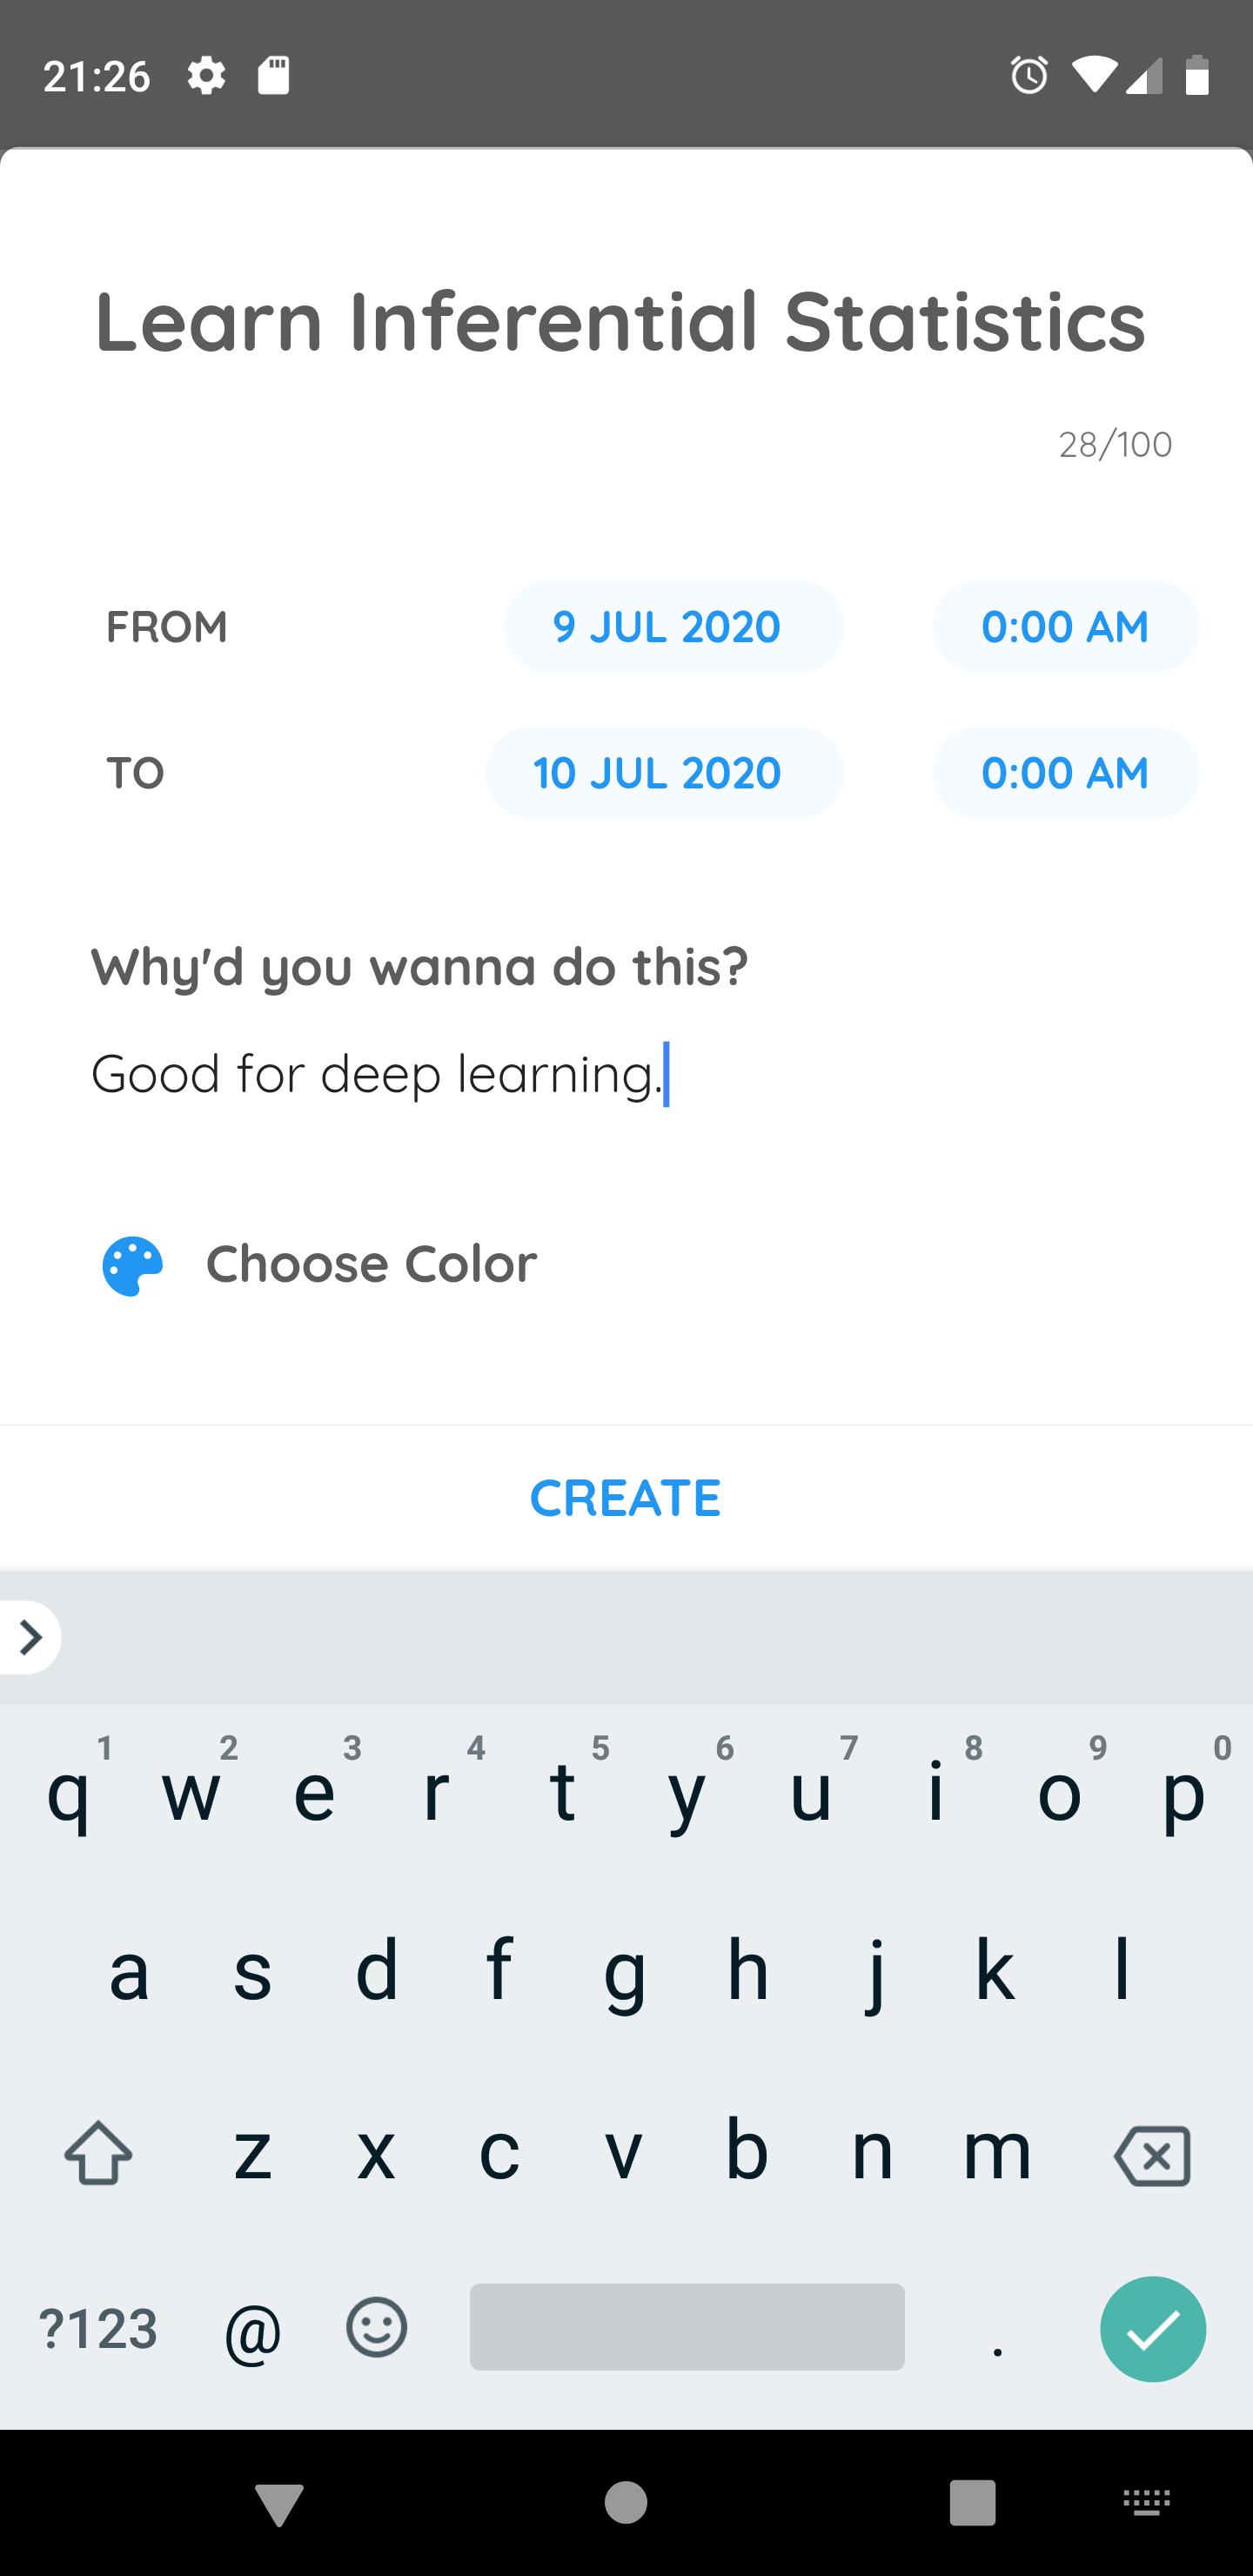 21:26
Learn Inferential Statistics
28/100
FROM 9 JUL 2020 0:00 AM
TO 10 JUL 2020 0:00 AM
Why'd you wanna do this?
Good for deep learning.
Choose Color
CREATE
1 2 3 4 5 6 7 8 9 0
q w e r t y u i o p
a s d f g h j k l
z x c v b n m
?123 @ .